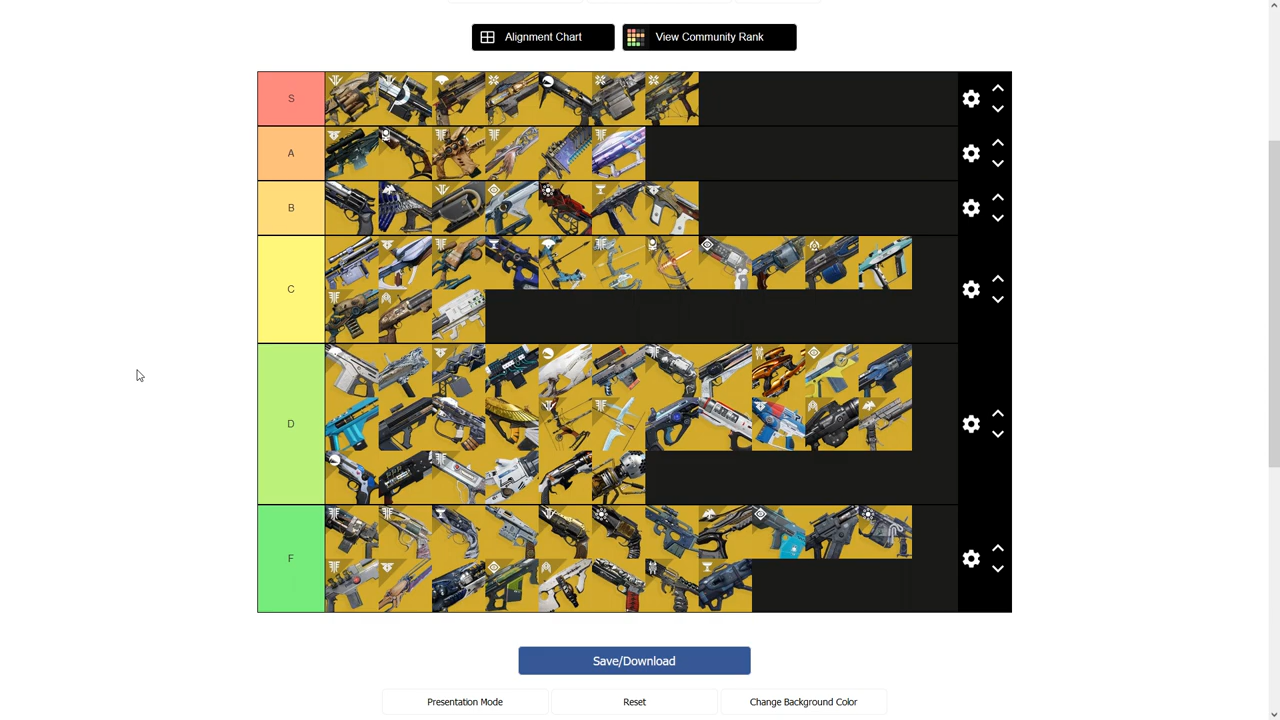 Alignment Chart
View Community Rank
S
A
B
C
D
F
Save/Download
Presentation Mode
Reset
Change Background Color